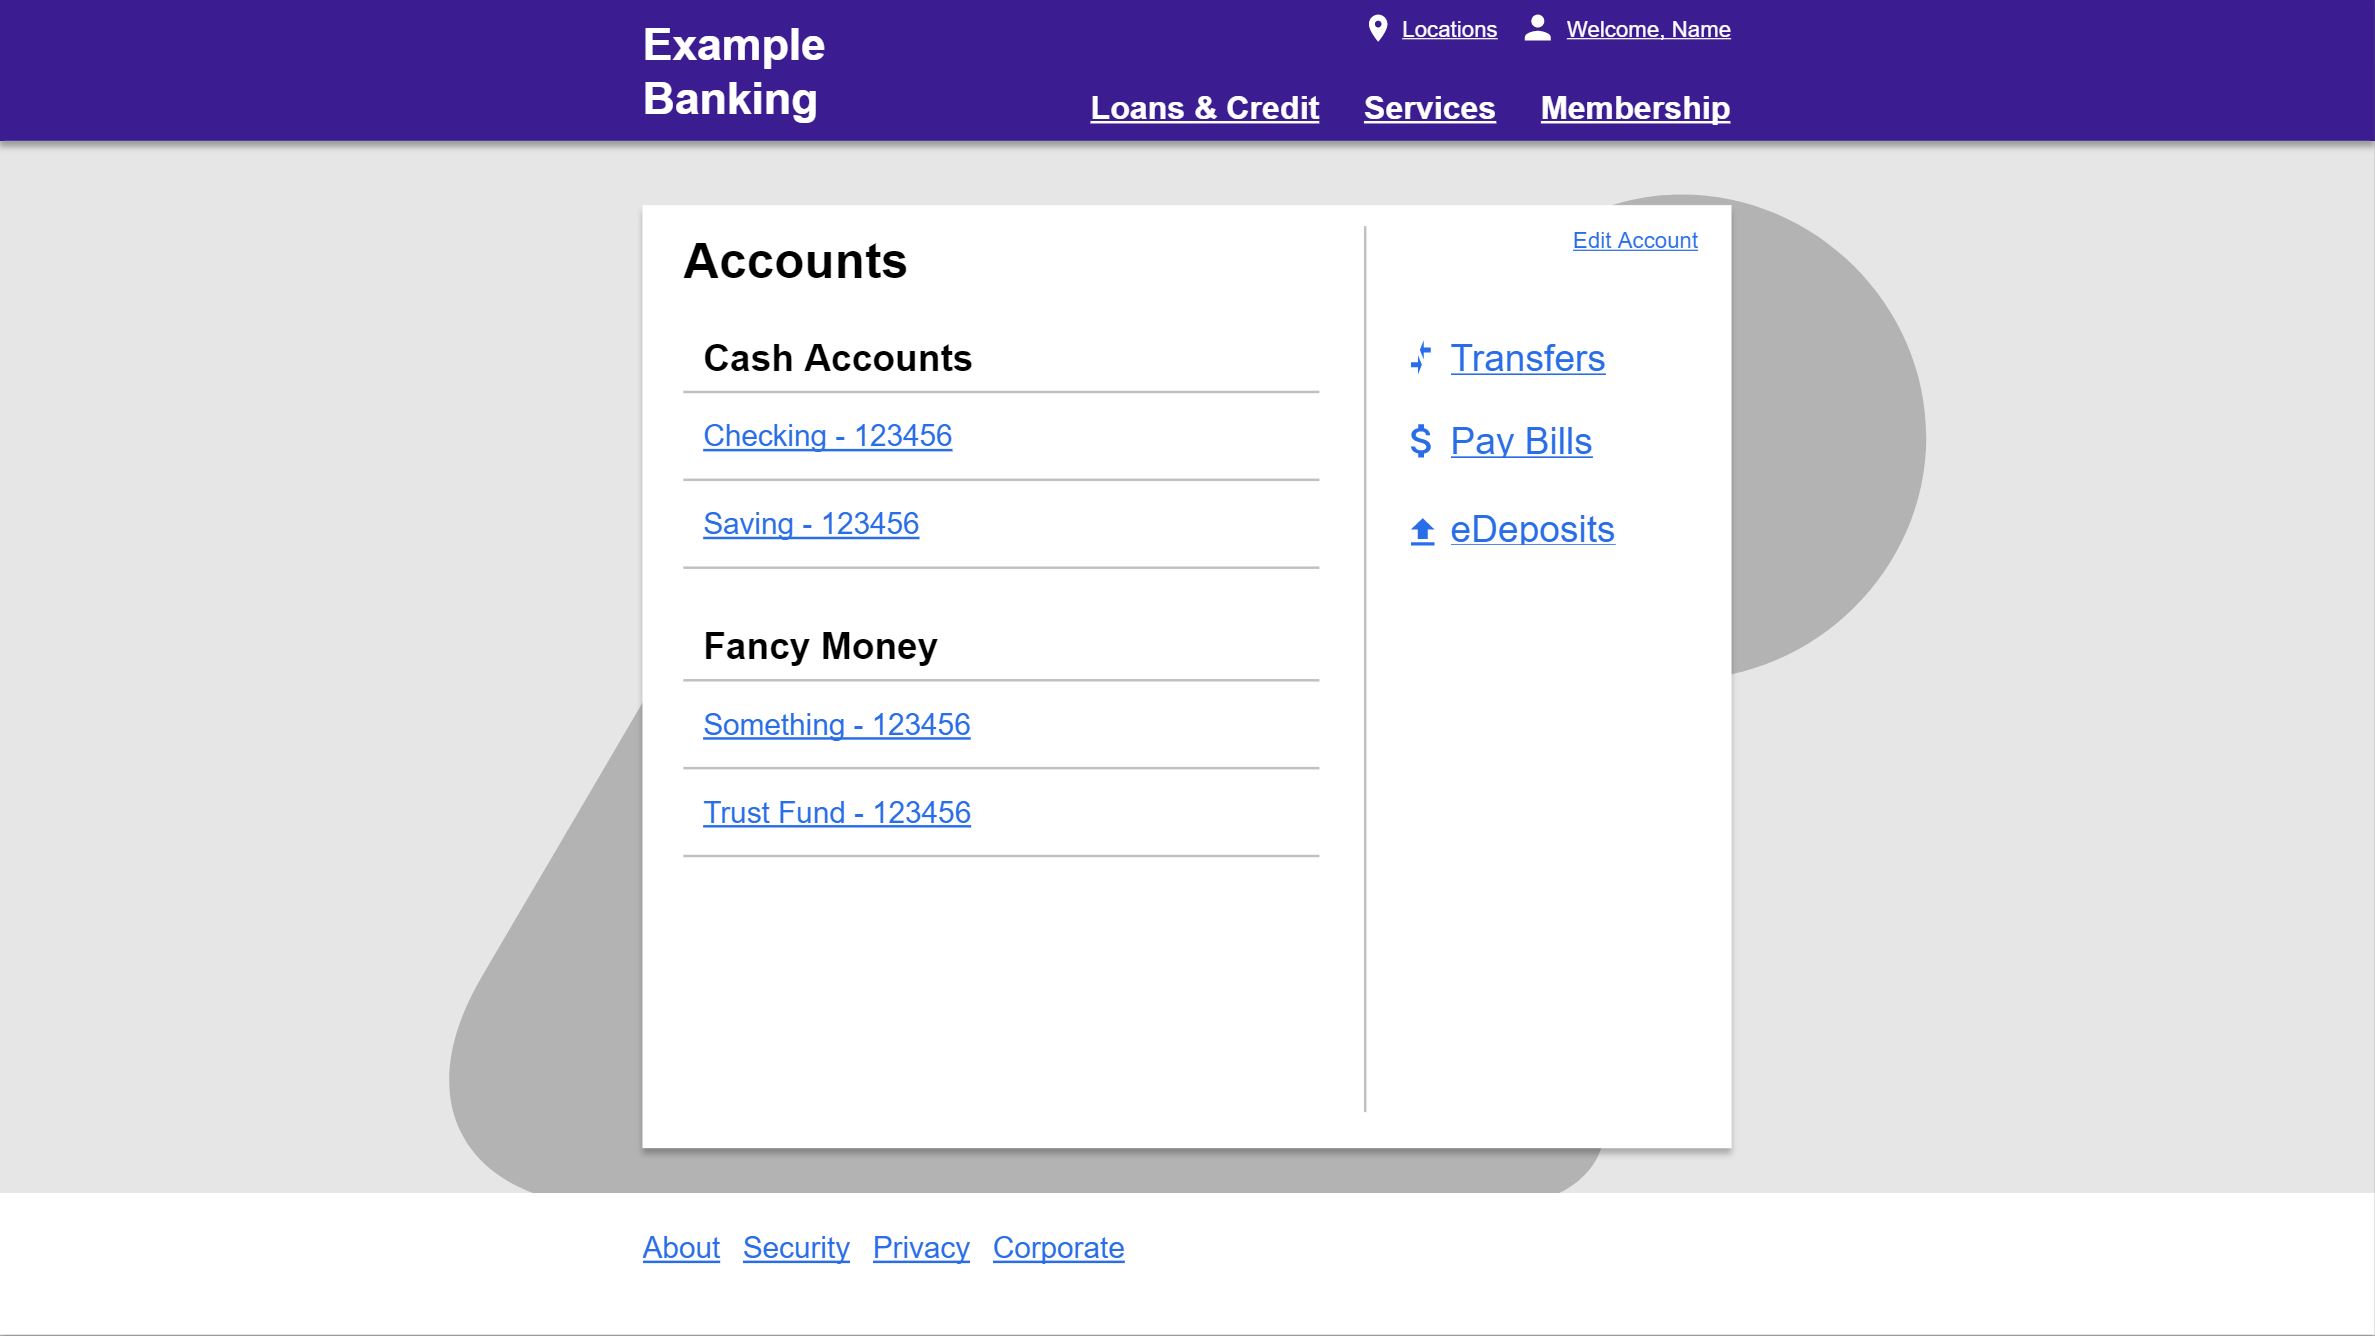 Example
Banking
Locations
Welcome, Name
Loans & Credit
Services
Membership
Accounts
Edit Account
Cash Accounts
Checking - 123456
Saving - 123456
Fancy Money
Something - 123456
Trust Fund - 123456
Transfers
Pay Bills
eDeposits
About
Security
Privacy
Corporate